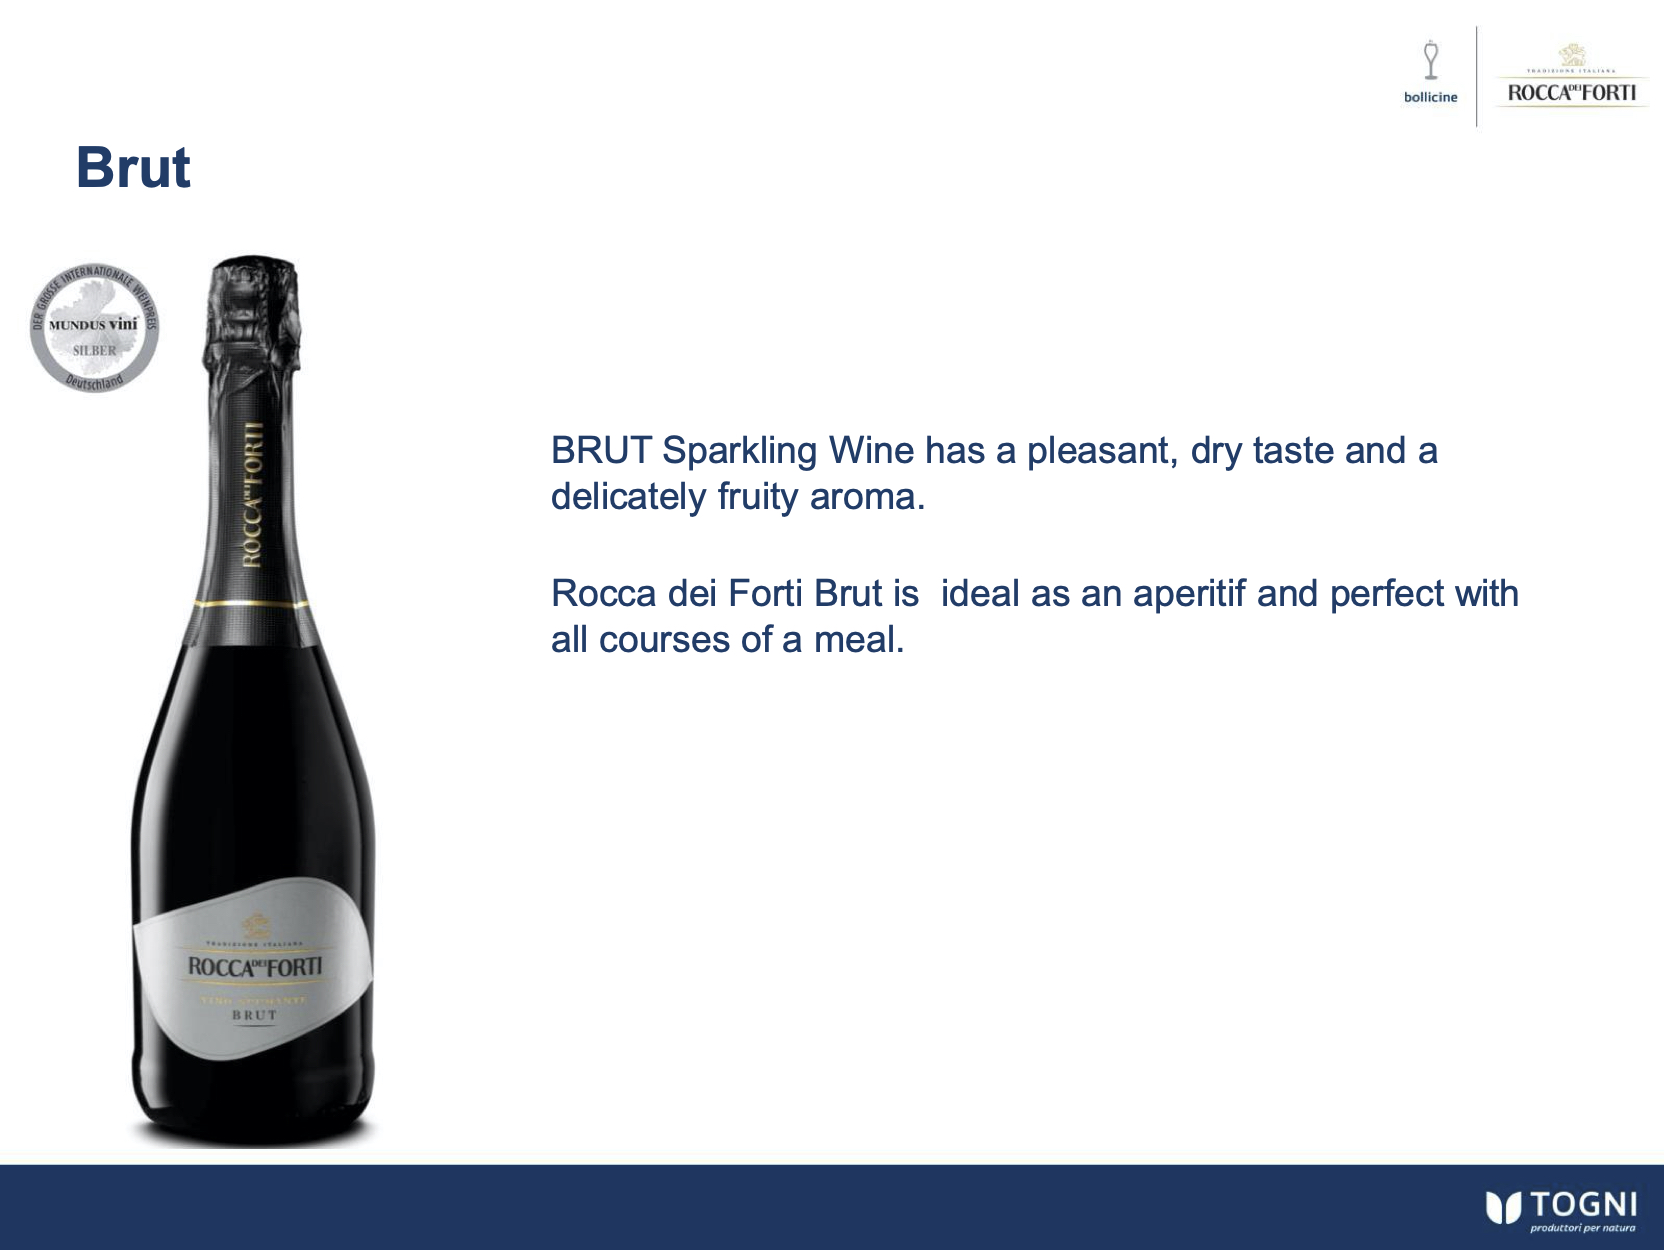 bollicine
TRADIZIONE ITALIANA
ROCCA DEI FORTI
Brut
DER GROSSE INTERNATIONALE WEINPREIS
MUNDUS vini
SILBER
Deutschland
ROCCA DEI FORTI
BRUT Sparkling Wine has a pleasant, dry taste and a
delicately fruity aroma.
Rocca dei Forti Brut is  ideal as an aperitif and perfect with
all courses of a meal.
TRADIZIONE ITALIANA
ROCCA DEI FORTI
VINO SPUMANTE
BRUT
TOGNI
produttori per natura